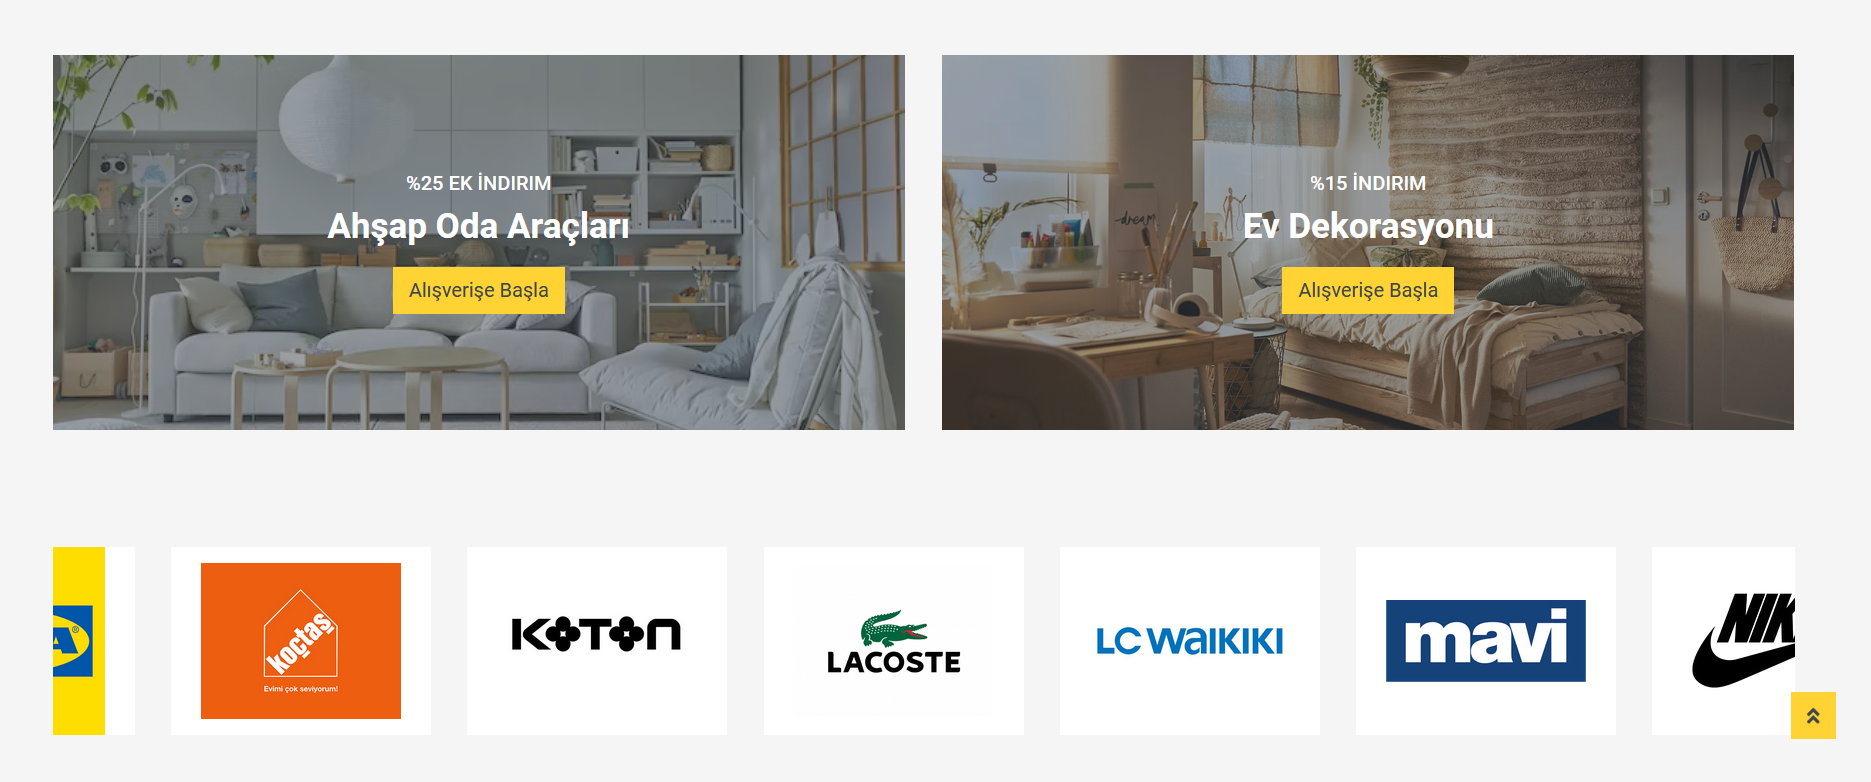 %25 EK İNDIRIM
Ahşap Oda Araçları
Alışverişe Başla
%15 İNDIRIM
Ev Dekorasyonu
Alışverişe Başla
dream
A®
koçtaş
Evimi çok seviyorum!
KOTON
LACOSTE
LC WAIKIKI
mavi
NIK